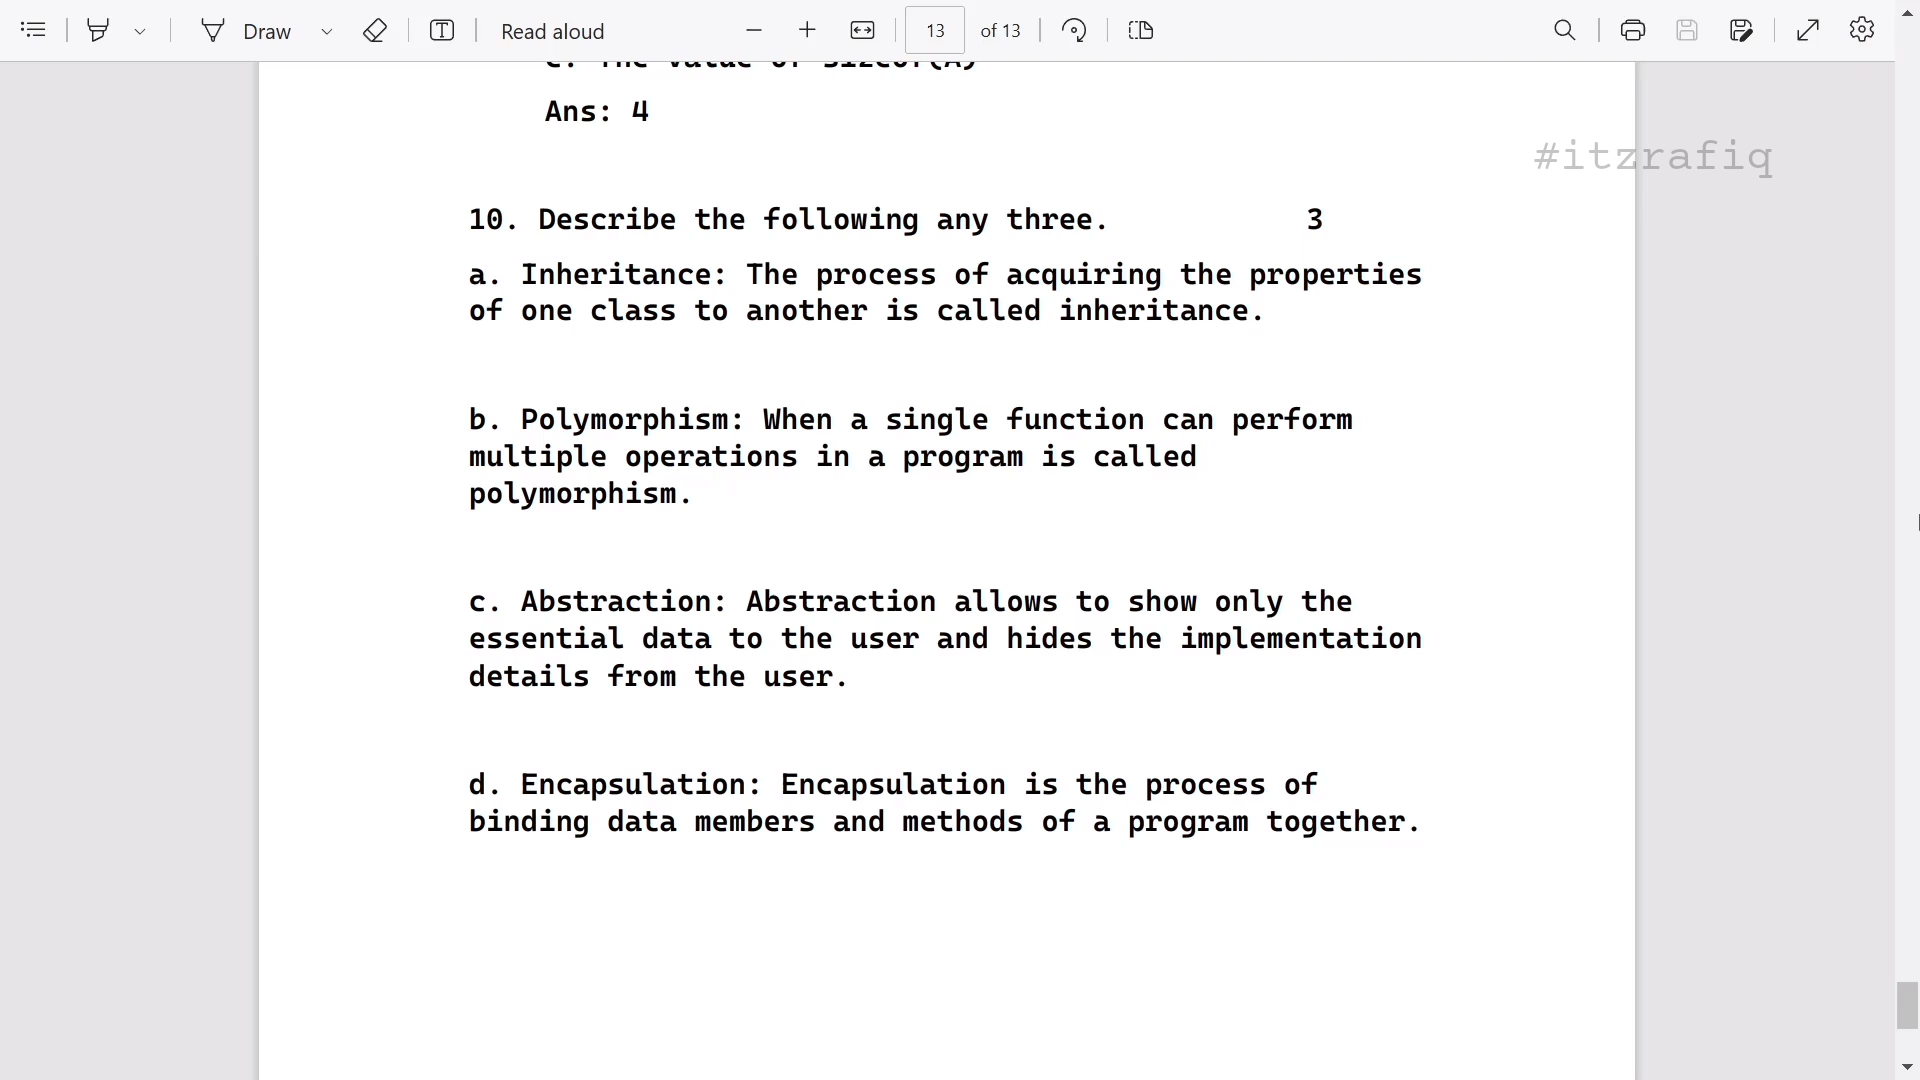 Draw
Read aloud
13 of 13
Ans: 4
#itzrafiq
10. Describe the following any three. 3
a. Inheritance: The process of acquiring the properties
of one class to another is called inheritance.
b. Polymorphism: When a single function can perform
multiple operations in a program is called
polymorphism.
c. Abstraction: Abstraction allows to show only the
essential data to the user and hides the implementation
details from the user.
d. Encapsulation: Encapsulation is the process of
binding data members and methods of a program together.